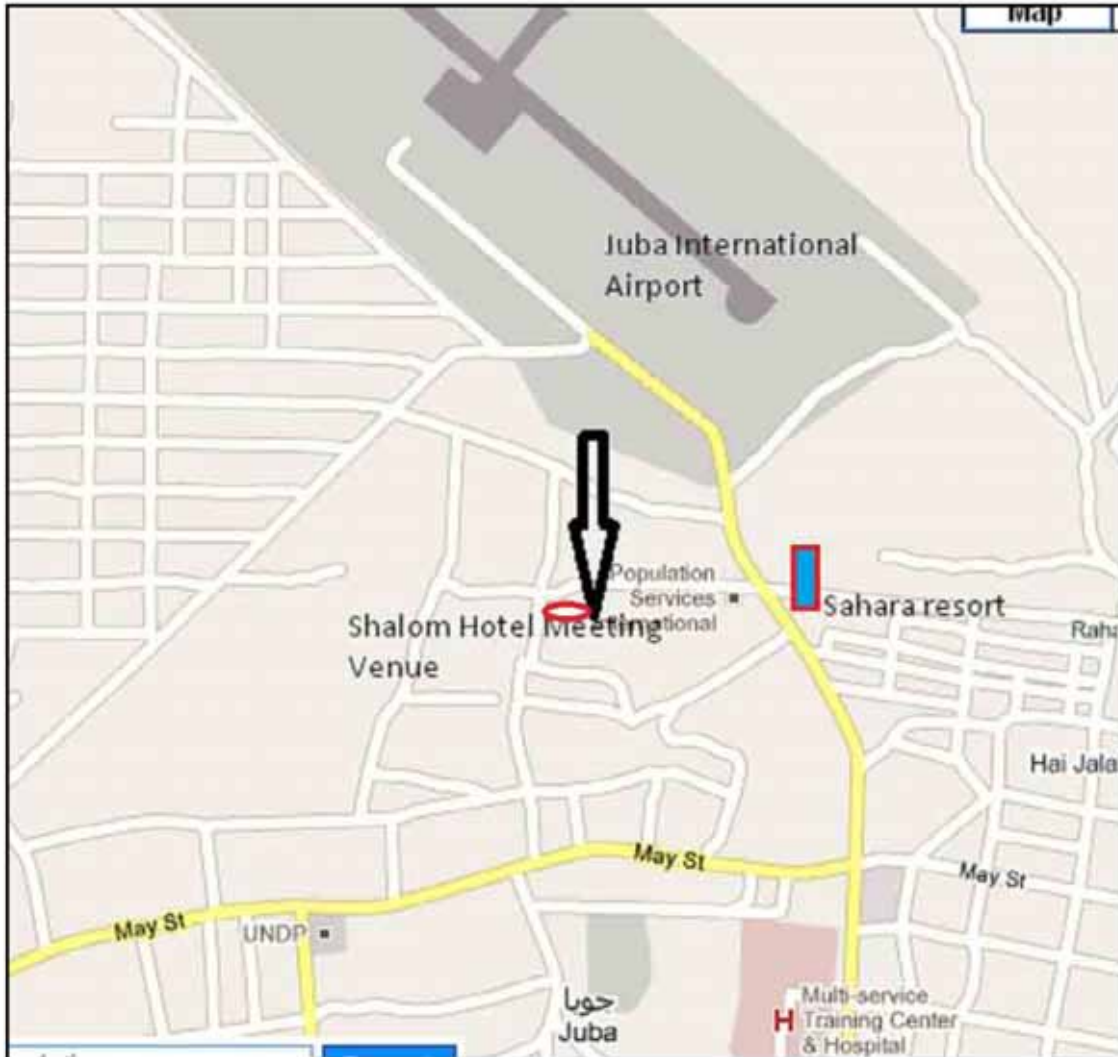 Map
Juba International
Airport
Population
Services
International
Sahara resort
Shalom Hotel Meeting
Venue
Hai Jala
May St
May St
May St
UNDP
جوبا
Juba
H
Multi-service
Training Center
& Hospital